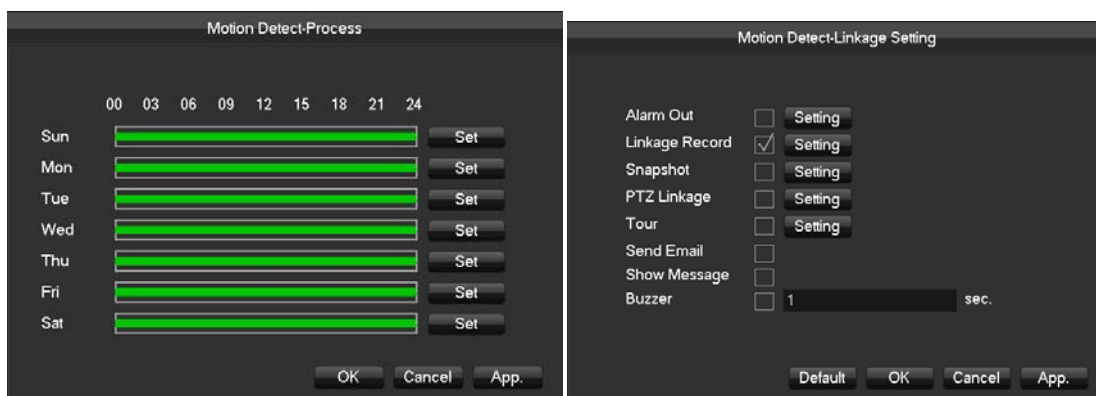 Motion Detect-Process
00 03 06 09 12 15 18 21 24
Sun Set
Mon Set
Tue Set
Wed Set
Thu Set
Fri Set
Sat Set
OK Cancel App.
Motion Detect-Linkage Setting
Alarm Out Setting
Linkage Record Setting
Snapshot Setting
PTZ Linkage Setting
Tour Setting
Send Email
Show Message
Buzzer 1 sec.
Default OK Cancel App.